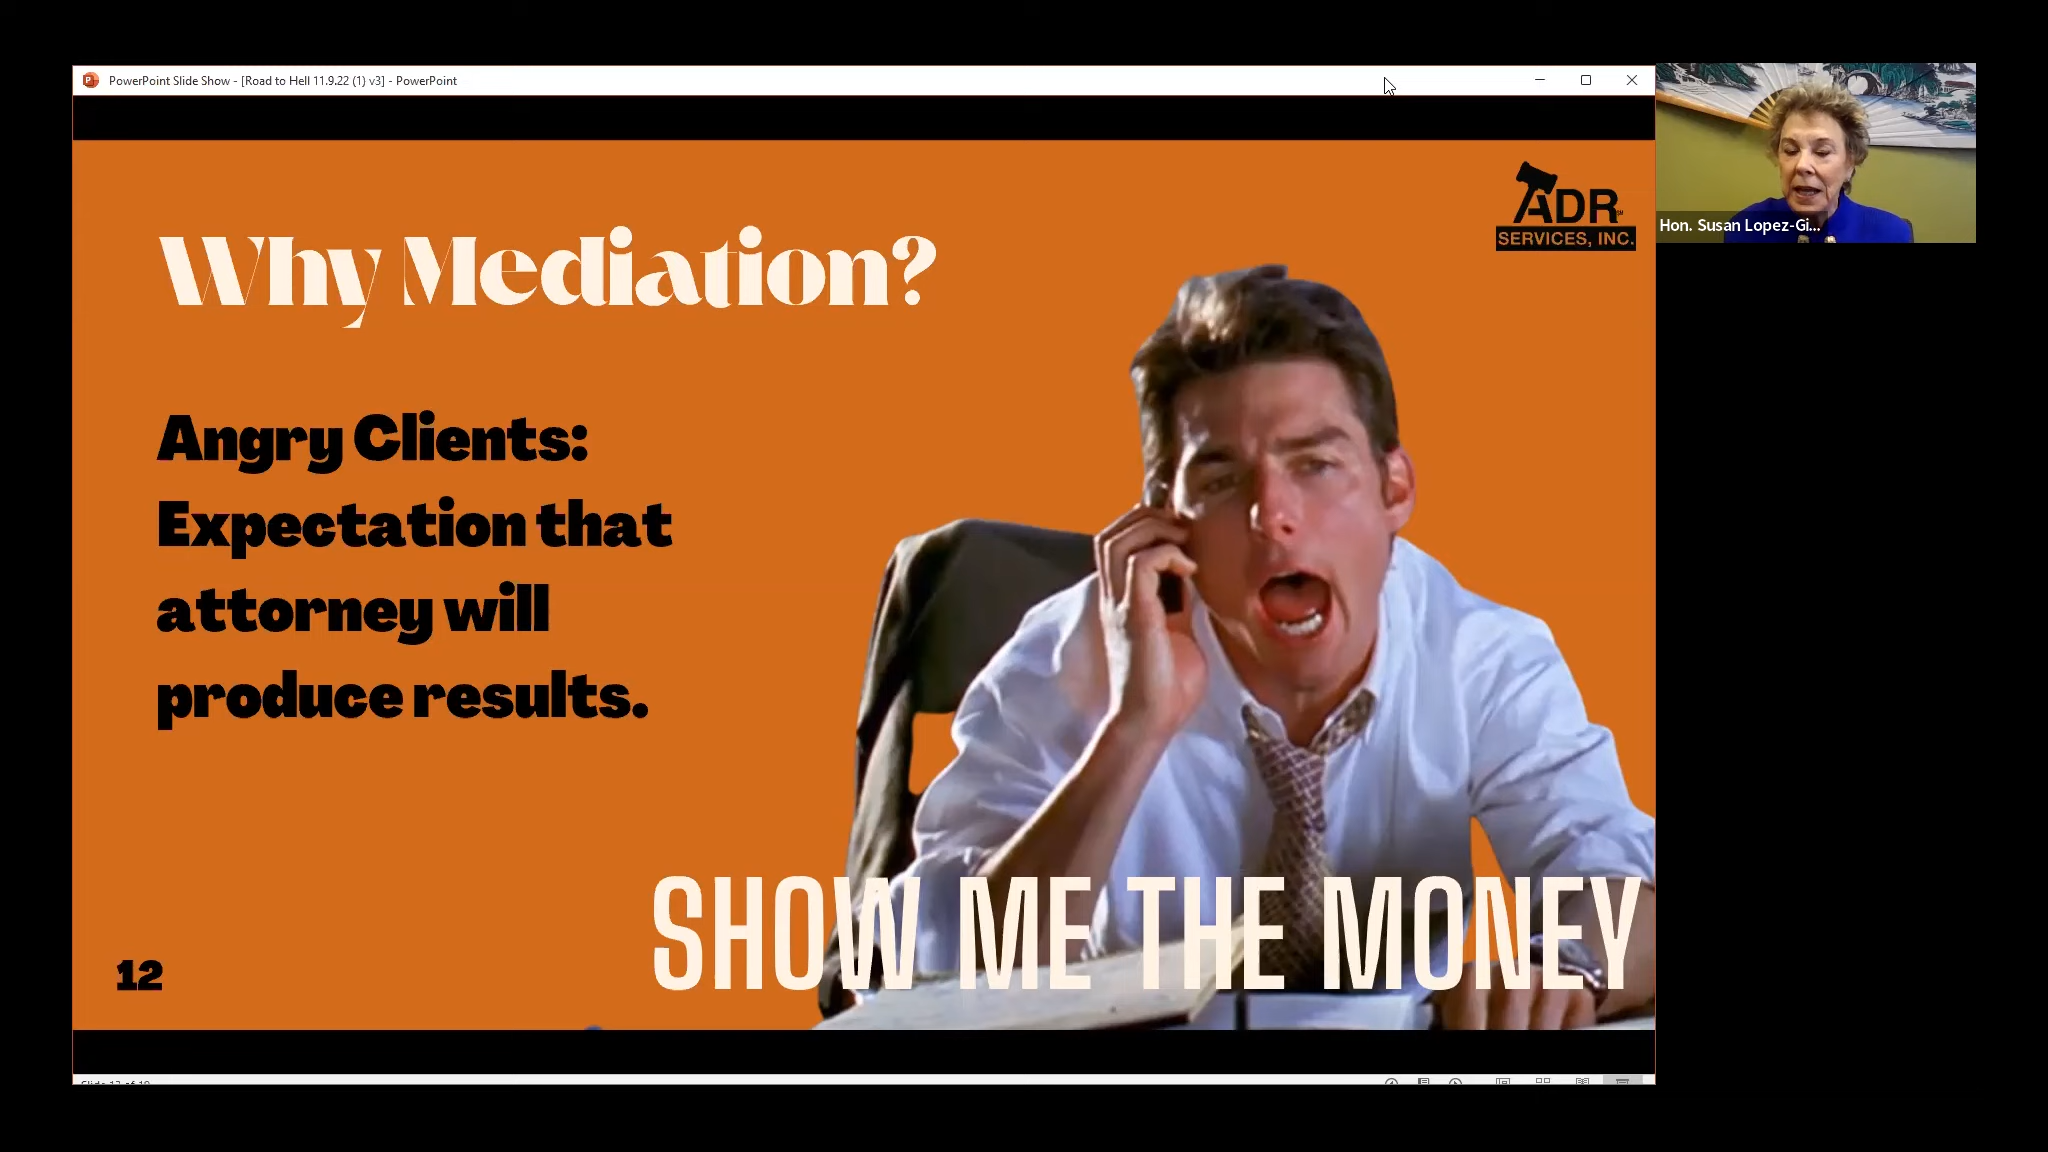 PowerPoint Slide Show - [Road to Hell 11.9.22 (1) v3] - PowerPoint
ADR
SERVICES, INC.
Hon. Susan Lopez-Gi...
Why Mediation?
Angry Clients:
Expectation that
attorney will
produce results.
SHOW ME THE MONEY
12